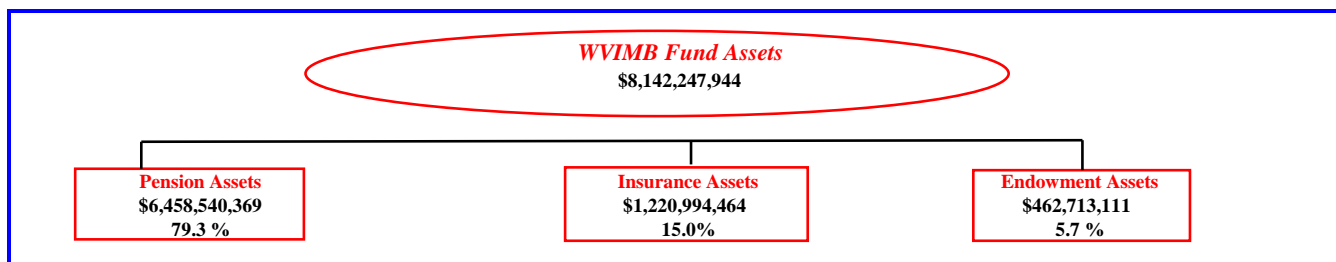 WVIMB Fund Assets
$8,142,247,944
Pension Assets
$6,458,540,369
79.3 %
Insurance Assets
$1,220,994,464
15.0%
Endowment Assets
$462,713,111
5.7 %